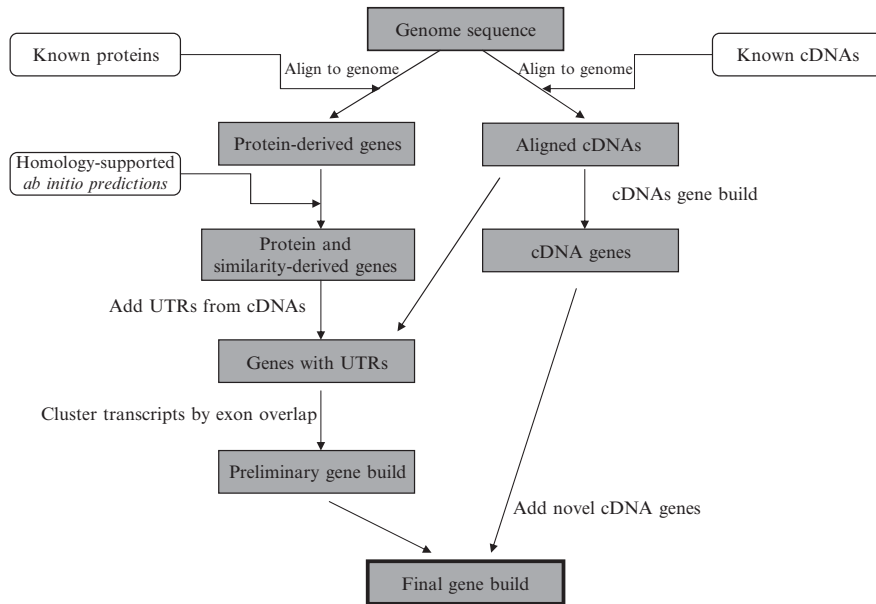 Genome sequence
Known proteins
Known cDNAs
Align to genome
Align to genome
Protein-derived genes
Aligned cDNAs
Homology-supported
ab initio predictions
cDNAs gene build
Protein and
similarity-derived genes
cDNA genes
Add UTRs from cDNAs
Genes with UTRs
Cluster transcripts by exon overlap
Preliminary gene build
Add novel cDNA genes
Final gene build